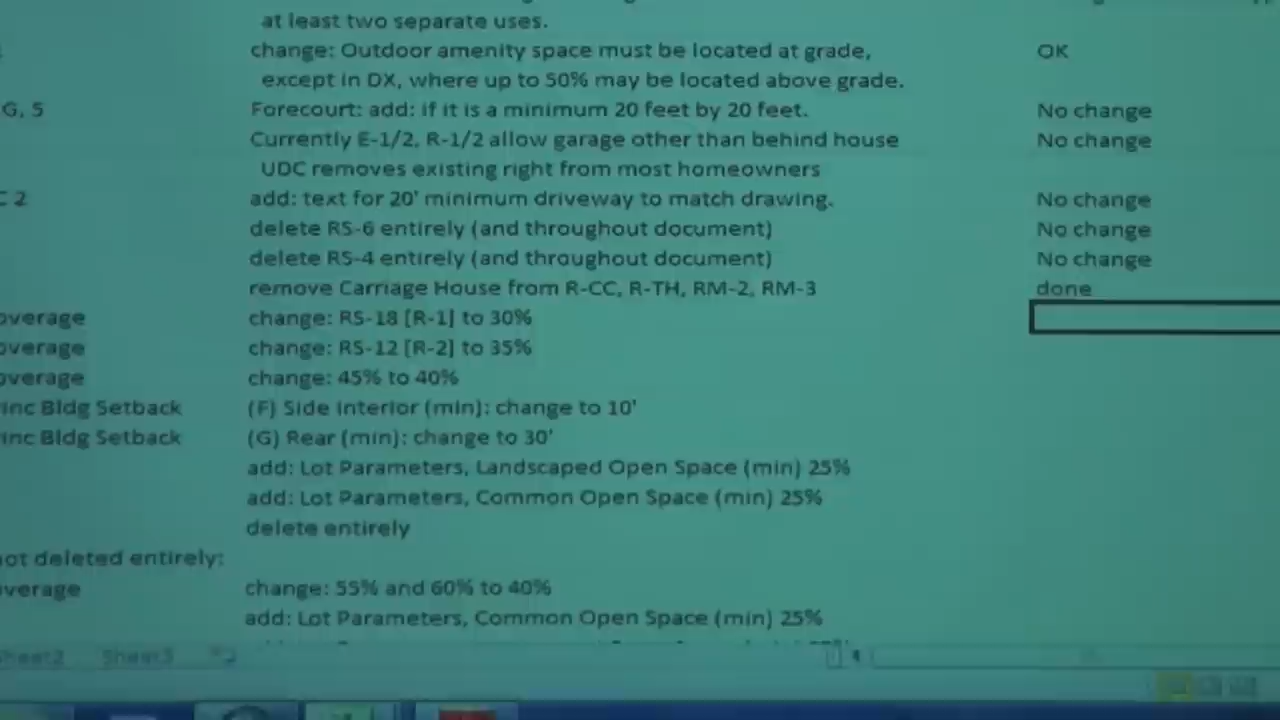 at least two separate uses.
change: Outdoor amenity space must be located at grade, OK
except in DX, where up to 50% may be located above grade.
G, 5 Forecourt: add: if it is a minimum 20 feet by 20 feet. No change
Currently E-1/2, R-1/2 allow garage other than behind house No change
UDC removes existing right from most homeowners
C 2 add: text for 20' minimum driveway to match drawing. No change
delete RS-6 entirely (and throughout document) No change
delete RS-4 entirely (and throughout document) No change
remove Carriage House from R-CC, R-TH, RM-2, RM-3 done
overage change: RS-18 [R-1] to 30%
overage change: RS-12 [R-2] to 35%
overage change: 45% to 40%
rinc Bldg Setback (F) Side Interior (min): change to 10'
rinc Bldg Setback (G) Rear (min): change to 30'
add: Lot Parameters, Landscaped Open Space (min) 25%
add: Lot Parameters, Common Open Space (min) 25%
delete entirely
not deleted entirely:
overage change: 55% and 60% to 40%
add: Lot Parameters, Common Open Space (min) 25%
Sheet2 Sheet3